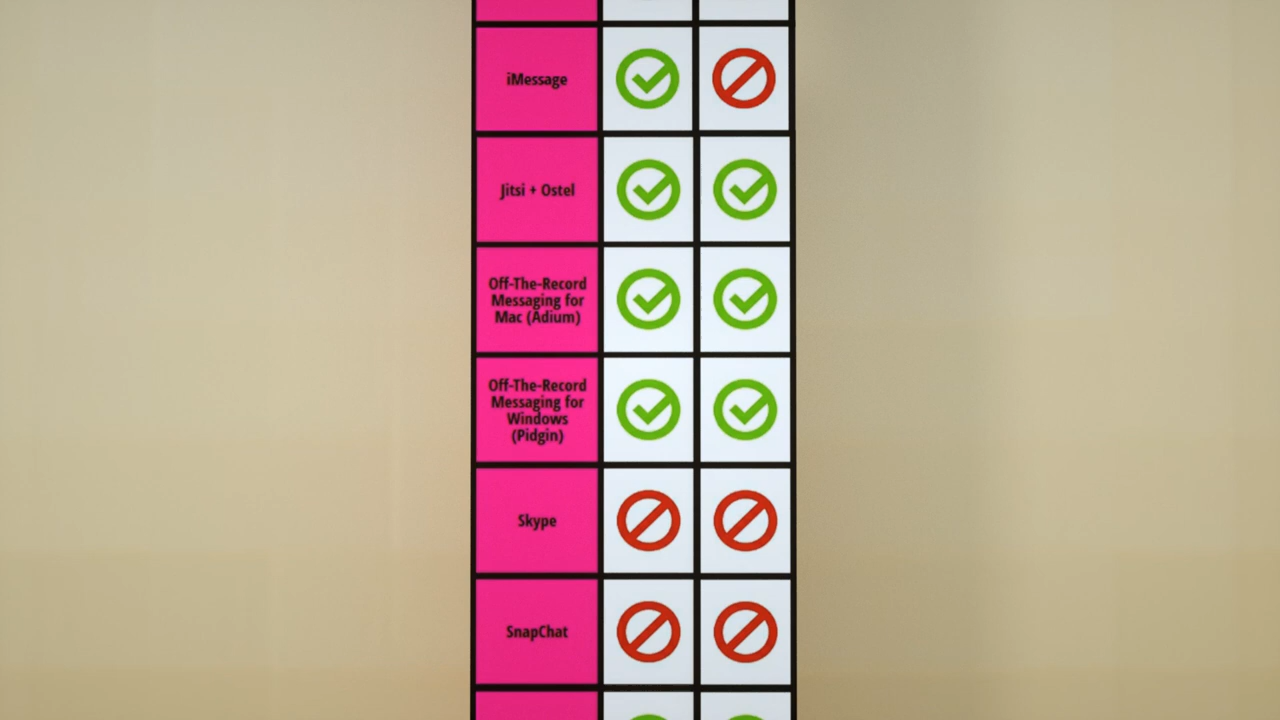 iMessage
Jitsi + Ostel
Off-The-Record
Messaging for
Mac (Adium)
Off-The-Record
Messaging for
Windows
(Pidgin)
Skype
SnapChat